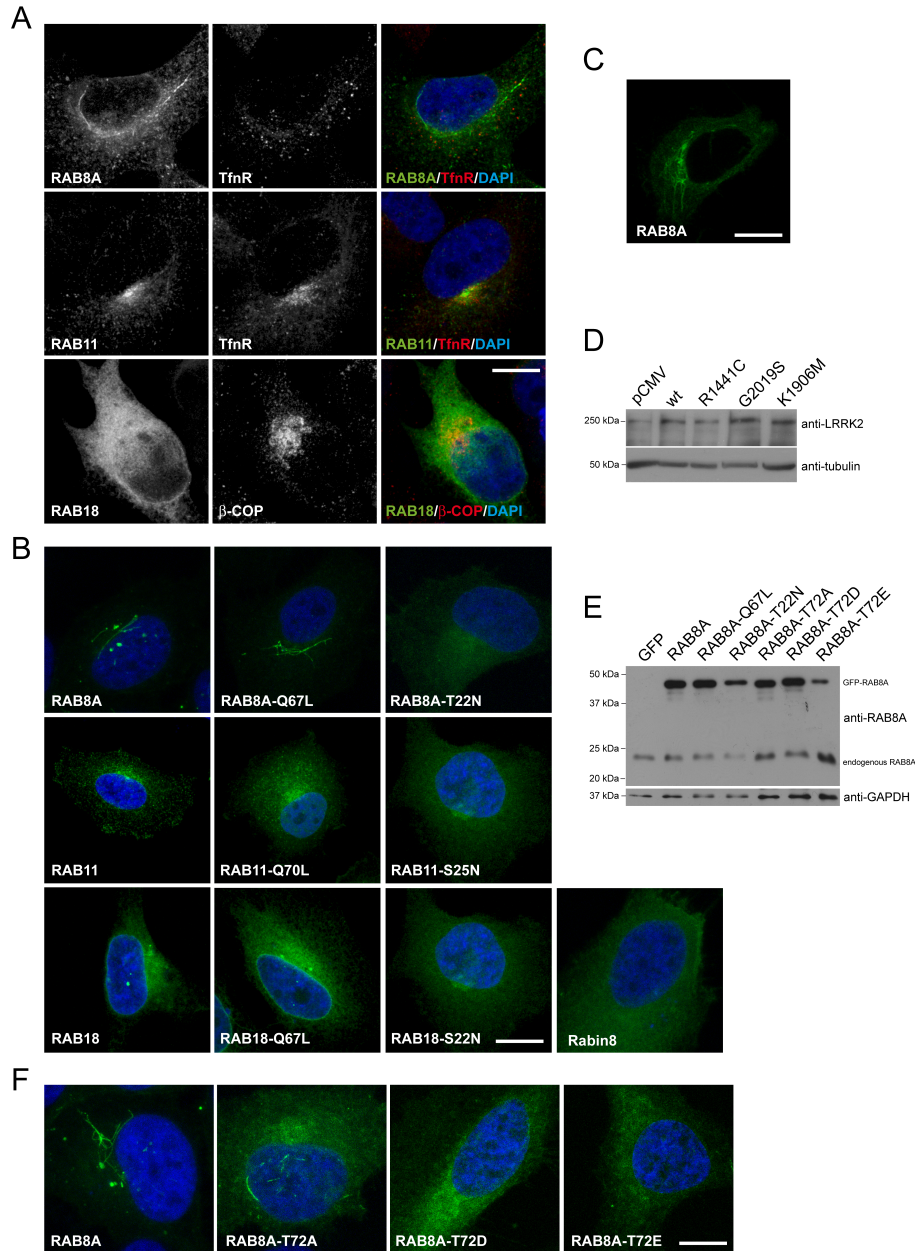 A
RAB8A
TfnR
RAB8A/TfnR/DAPI
RAB11
TfnR
RAB11/TfnR/DAPI
RAB18
β-COP
RAB18/β-COP/DAPI
B
RAB8A
RAB8A-Q67L
RAB8A-T22N
RAB11
RAB11-Q70L
RAB11-S25N
RAB18
RAB18-Q67L
RAB18-S22N
Rabin8
C
RAB8A
D
pCMV
wt
R1441C
G2019S
K1906M
250 kDa
anti-LRRK2
50 kDa
anti-tubulin
E
GFP
RAB8A
RAB8A-Q67L
RAB8A-T22N
RAB8A-T72A
RAB8A-T72D
RAB8A-T72E
50 kDa
GFP-RAB8A
37 kDa
anti-RAB8A
25 kDa
endogenous RAB8A
20 kDa
37 kDa
anti-GAPDH
F
RAB8A
RAB8A-T72A
RAB8A-T72D
RAB8A-T72E